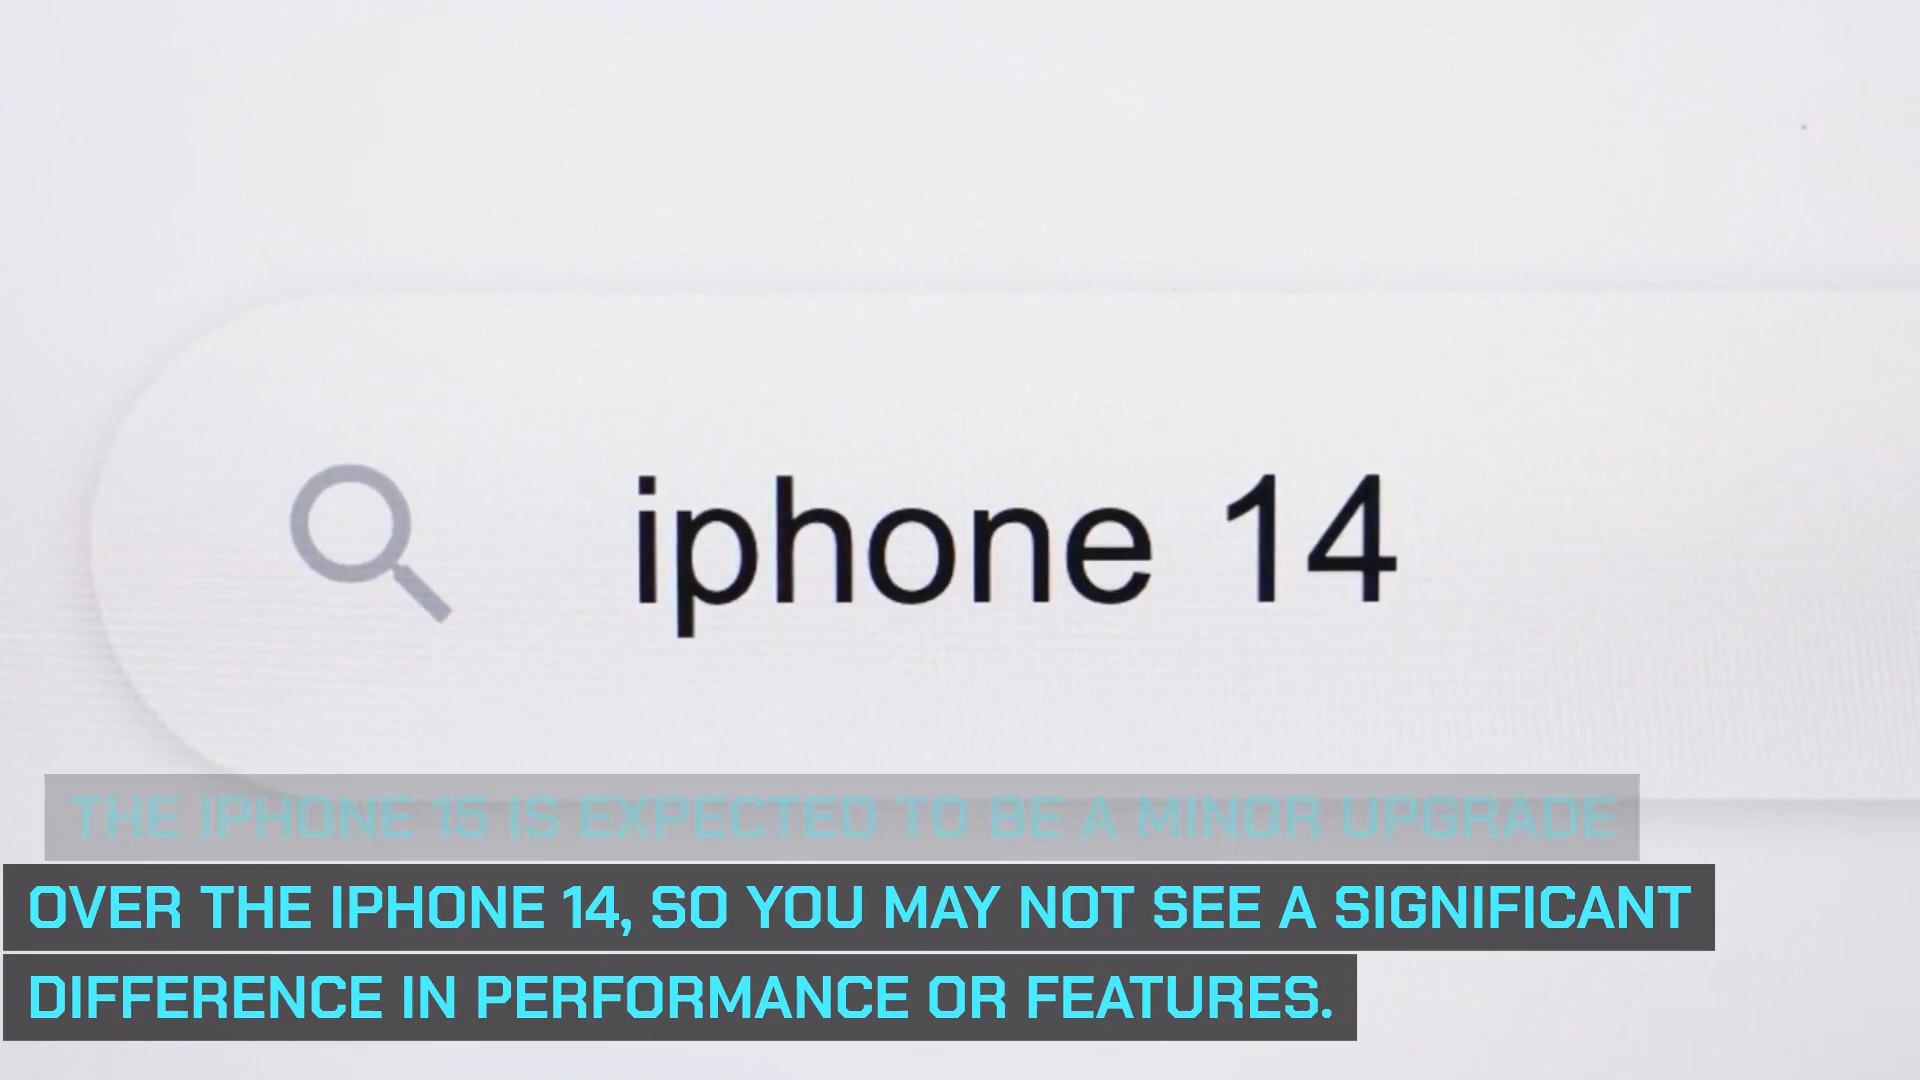 iphone 14
THE IPHONE 15 IS EXPECTED TO BE A MINOR UPGRADE
OVER THE IPHONE 14, SO YOU MAY NOT SEE A SIGNIFICANT
DIFFERENCE IN PERFORMANCE OR FEATURES.